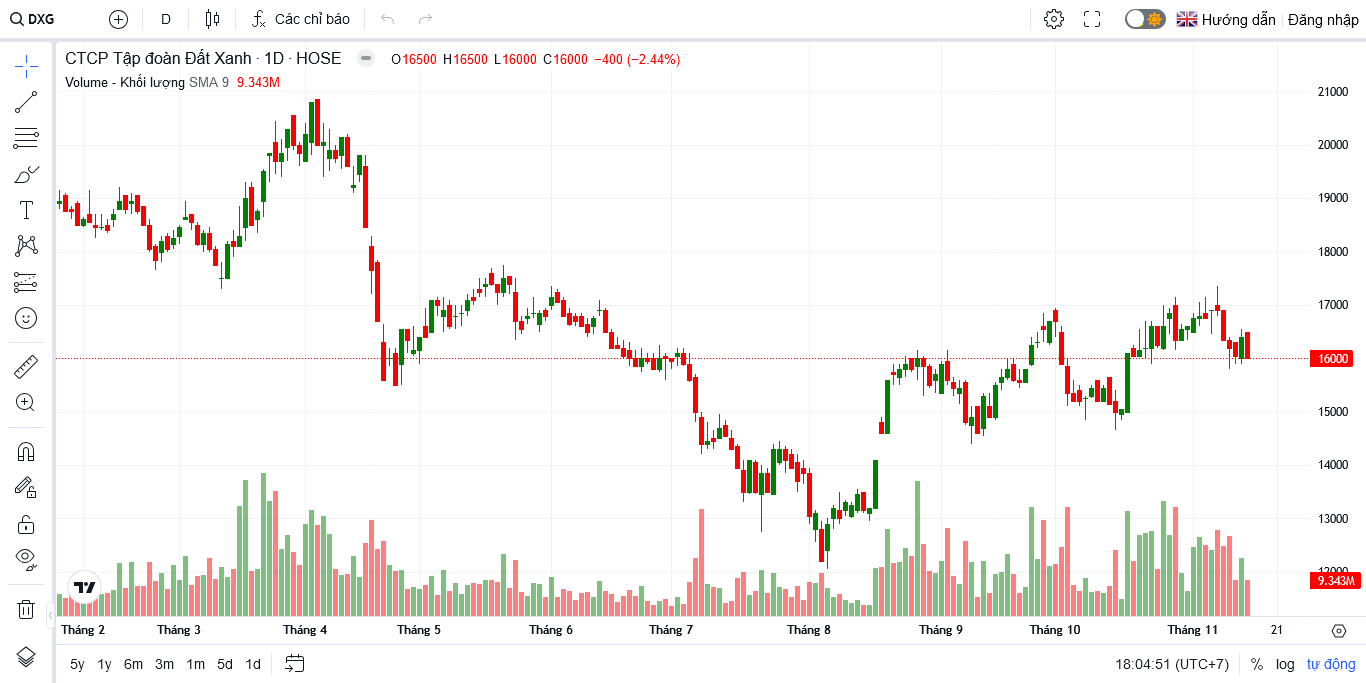 DXG D Các chỉ báo Hướng dẫn Đăng nhập
CTCP Tập đoàn Đất Xanh · 1D · HOSE O16500 H16500 L16000 C16000 −400 (−2.44%)
Volume - Khối lượng SMA 9 9.343M
21000
20000
19000
18000
17000
16000
15000
14000
13000
12000
9.343M
Tháng 2 Tháng 3 Tháng 4 Tháng 5 Tháng 6 Tháng 7 Tháng 8 Tháng 9 Tháng 10 Tháng 11 21
5y 1y 6m 3m 1m 5d 1d 18:04:51 (UTC+7) % log tự động